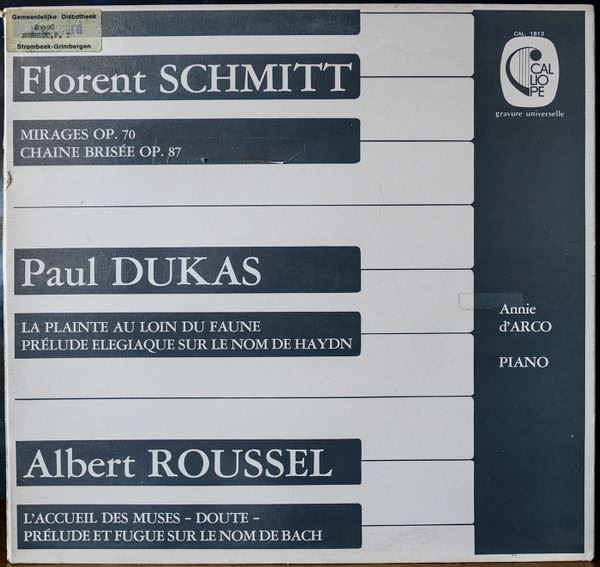 Gemeentelijke Discotheek
Strombeek-Grimbergen
CAL. 1813
CAL
LIO
PE
gravure universelle
Florent SCHMITT
MIRAGES OP. 70
CHAINE BRISÉE OP. 87
Paul DUKAS
LA PLAINTE AU LOIN DU FAUNE
PRÉLUDE ELEGIAQUE SUR LE NOM DE HAYDN
Annie
d'ARCO
PIANO
Albert ROUSSEL
L'ACCUEIL DES MUSES – DOUTE –
PRÉLUDE ET FUGUE SUR LE NOM DE BACH